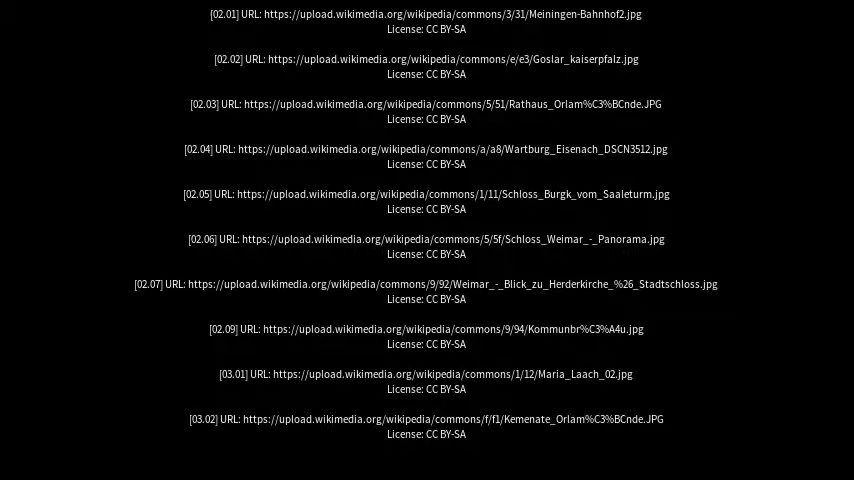 [02.01] URL: https://upload.wikimedia.org/wikipedia/commons/3/31/Meiningen-Bahnhof2.jpg
License: CC BY-SA
[02.02] URL: https://upload.wikimedia.org/wikipedia/commons/e/e3/Goslar_kaiserpfalz.jpg
License: CC BY-SA
[02.03] URL: https://upload.wikimedia.org/wikipedia/commons/5/51/Rathaus_Orlam%C3%BCnde.JPG
License: CC BY-SA
[02.04] URL: https://upload.wikimedia.org/wikipedia/commons/a/a8/Wartburg_Eisenach_DSCN3512.jpg
License: CC BY-SA
[02.05] URL: https://upload.wikimedia.org/wikipedia/commons/1/11/Schloss_Burgk_vom_Saaleturm.jpg
License: CC BY-SA
[02.06] URL: https://upload.wikimedia.org/wikipedia/commons/5/5f/Schloss_Weimar_-_Panorama.jpg
License: CC BY-SA
[02.07] URL: https://upload.wikimedia.org/wikipedia/commons/9/92/Weimar_-_Blick_zu_Herderkirche_%26_Stadtschloss.jpg
License: CC BY-SA
[02.09] URL: https://upload.wikimedia.org/wikipedia/commons/9/94/Kommunbr%C3%A4u.jpg
License: CC BY-SA
[03.01] URL: https://upload.wikimedia.org/wikipedia/commons/1/12/Maria_Laach_02.jpg
License: CC BY-SA
[03.02] URL: https://upload.wikimedia.org/wikipedia/commons/f/f1/Kemenate_Orlam%C3%BCnde.JPG
License: CC BY-SA